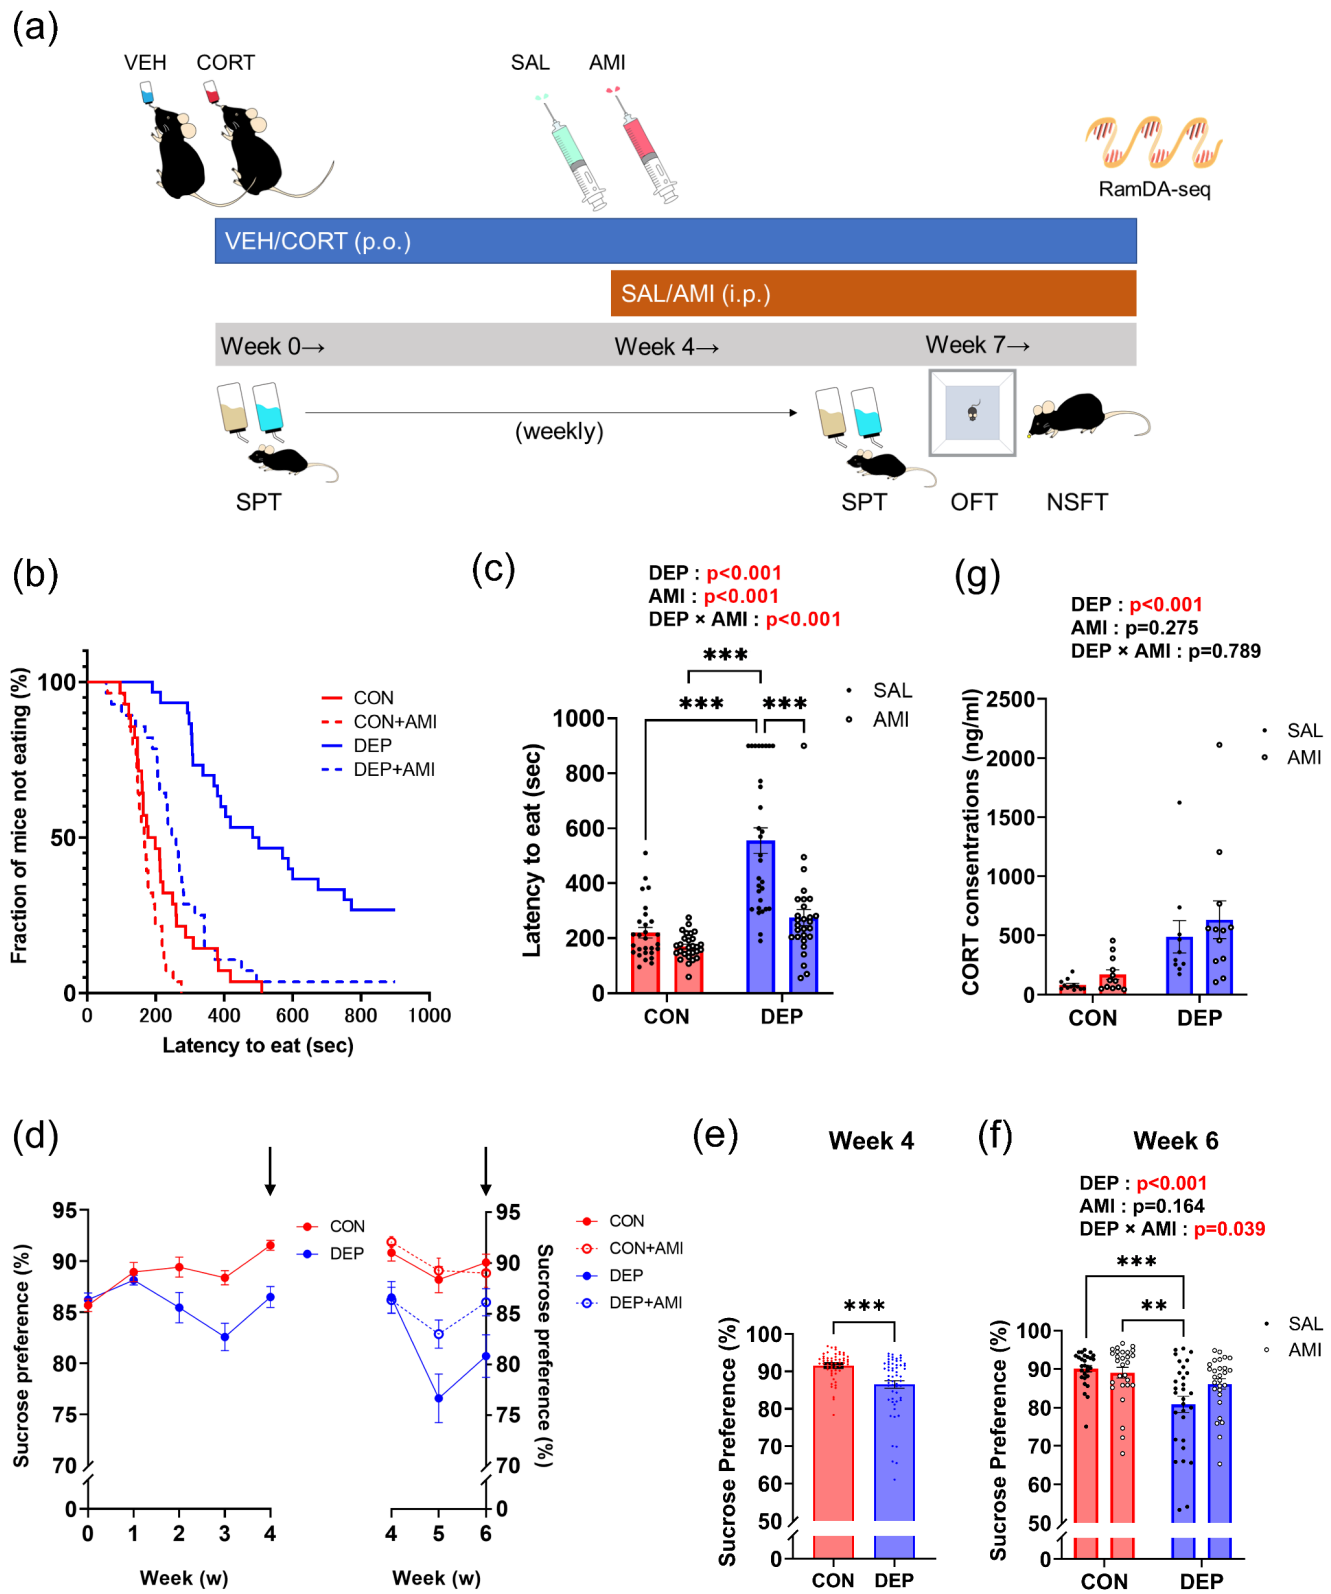 (a)
VEH
CORT
SAL
AMI
RamDA-seq
VEH/CORT (p.o.)
SAL/AMI (i.p.)
Week 0→
Week 4→
Week 7→
(weekly)
SPT
SPT
OFT
NSFT
(b)
Fraction of mice not eating (%)
100
50
0
0 200 400 600 800 1000
Latency to eat (sec)
CON
CON+AMI
DEP
DEP+AMI
(c)
DEP : p<0.001
AMI : p<0.001
DEP × AMI : p<0.001
***
*** ***
SAL
AMI
Latency to eat (sec)
1000
800
600
400
200
0
CON DEP
(g)
DEP : p<0.001
AMI : p=0.275
DEP × AMI : p=0.789
SAL
AMI
CORT consentrations (ng/ml)
2500
2000
1500
1000
500
0
CON DEP
(d)
Sucrose preference (%)
95
90
85
80
75
70
0
0 1 2 3 4
Week (w)
CON
DEP
95
90
85
80
75
70
0
Sucrose preference (%)
4 5 6
Week (w)
CON
CON+AMI
DEP
DEP+AMI
(e)
Week 4
***
Sucrose Preference (%)
100
90
80
70
60
50
0
CON DEP
(f)
Week 6
DEP : p<0.001
AMI : p=0.164
DEP × AMI : p=0.039
***
**
SAL
AMI
Sucrose Preference (%)
100
90
80
70
60
50
0
CON DEP